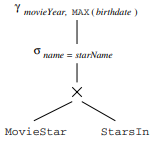 γ movieYear, MAX(birthdate)
σ name = starName
×
MovieStar StarsIn